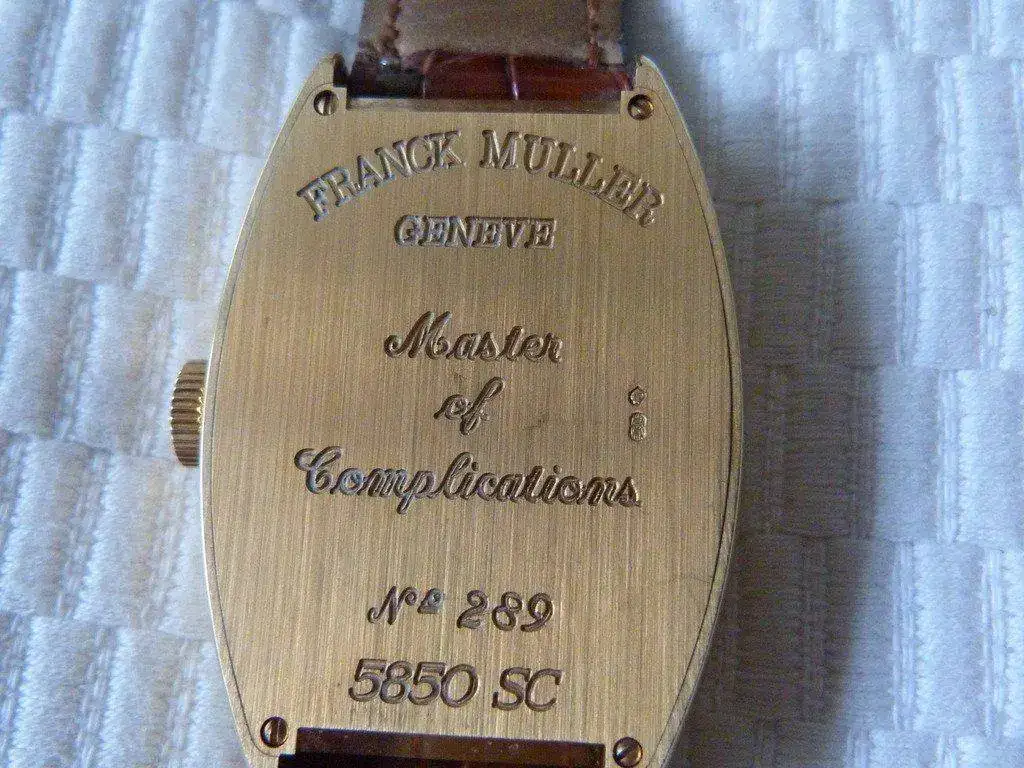 FRANCK MULLER
GENEVE
Master
of
Complications
Nº 289
5850 SC